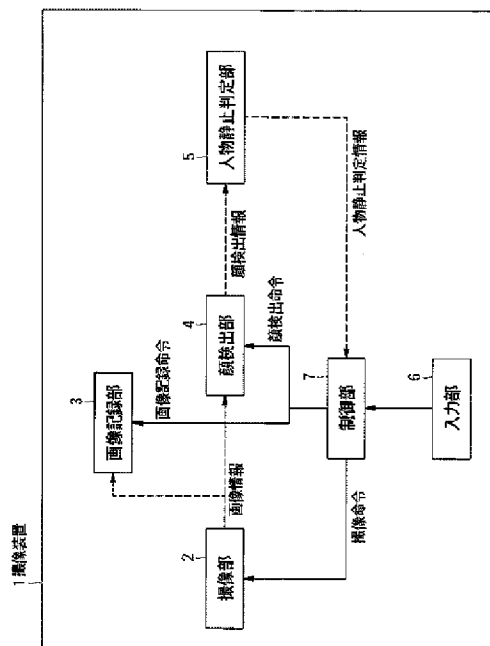 1 撮像装置
3
画像記録部
画像記録命令
2
撮像部
画像情報
4
顔検出部
顔検出情報
5
人物静止判定部
顔検出命令
人物静止判定情報
撮像命令
7
制御部
6
入力部